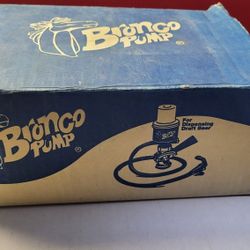 Bronco
PUMP
®
Bronco
PUMP
®
For
Dispensing
Draft Beer